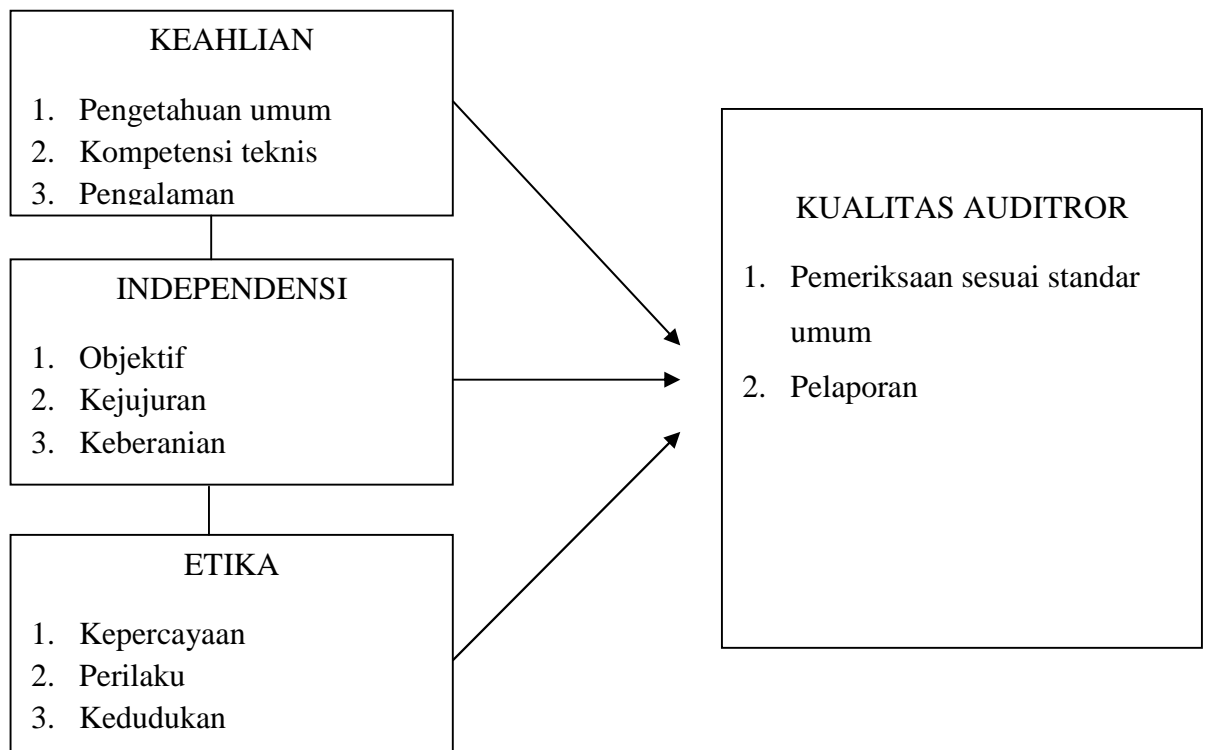 KEAHLIAN
1. Pengetahuan umum
2. Kompetensi teknis
3. Pengalaman
INDEPENDENSI
1. Objektif
2. Kejujuran
3. Keberanian
ETIKA
1. Kepercayaan
2. Perilaku
3. Kedudukan
KUALITAS AUDITROR
1. Pemeriksaan sesuai standar
umum
2. Pelaporan